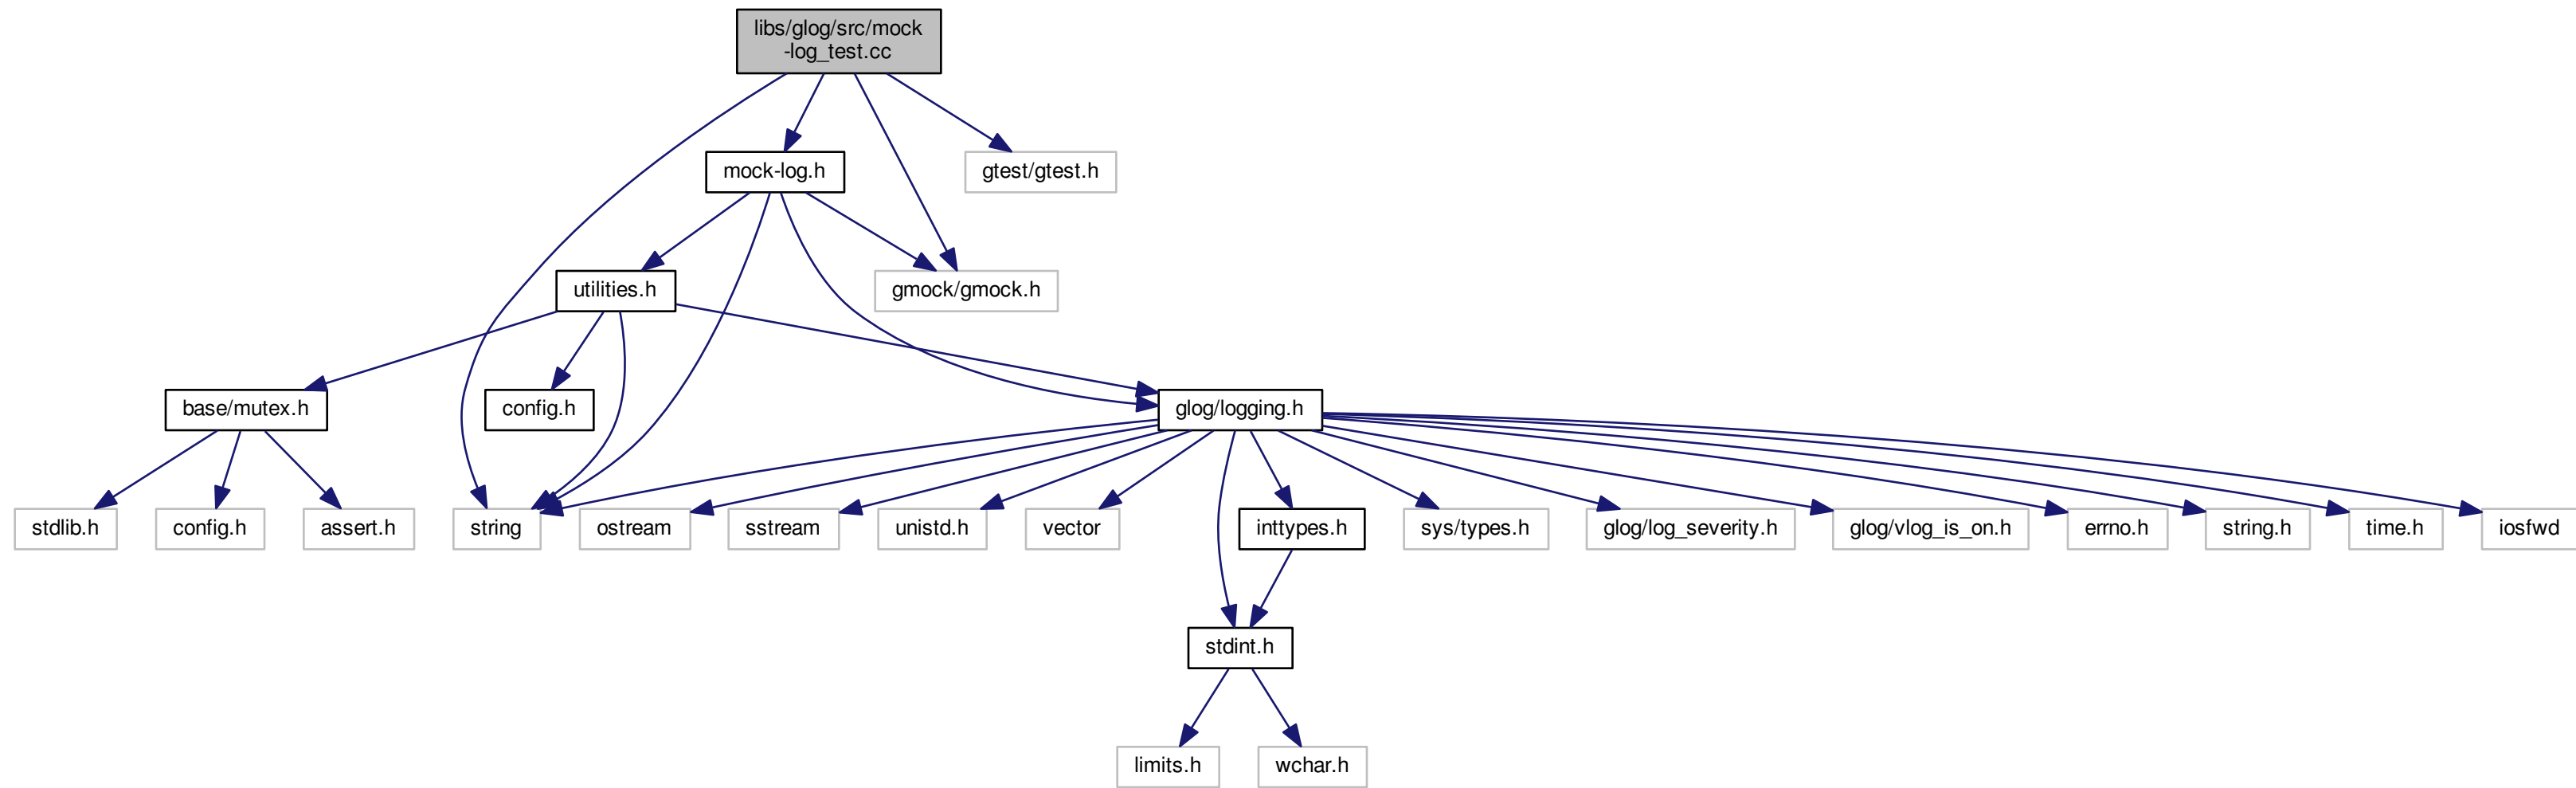 libs/glog/src/mock
-log_test.cc
mock-log.h
gtest/gtest.h
utilities.h
gmock/gmock.h
base/mutex.h
config.h
glog/logging.h
stdlib.h
config.h
assert.h
string
ostream
sstream
unistd.h
vector
inttypes.h
sys/types.h
glog/log_severity.h
glog/vlog_is_on.h
errno.h
string.h
time.h
iosfwd
stdint.h
limits.h
wchar.h